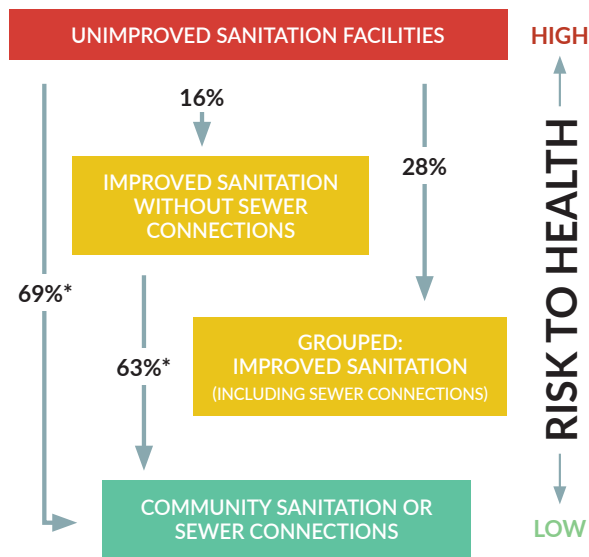 UNIMPROVED SANITATION FACILITIES
HIGH
16%
28%
IMPROVED SANITATION
WITHOUT SEWER
CONNECTIONS
69%*
63%*
GROUPED:
IMPROVED SANITATION
(INCLUDING SEWER CONNECTIONS)
RISK TO HEALTH
COMMUNITY SANITATION OR
SEWER CONNECTIONS
LOW